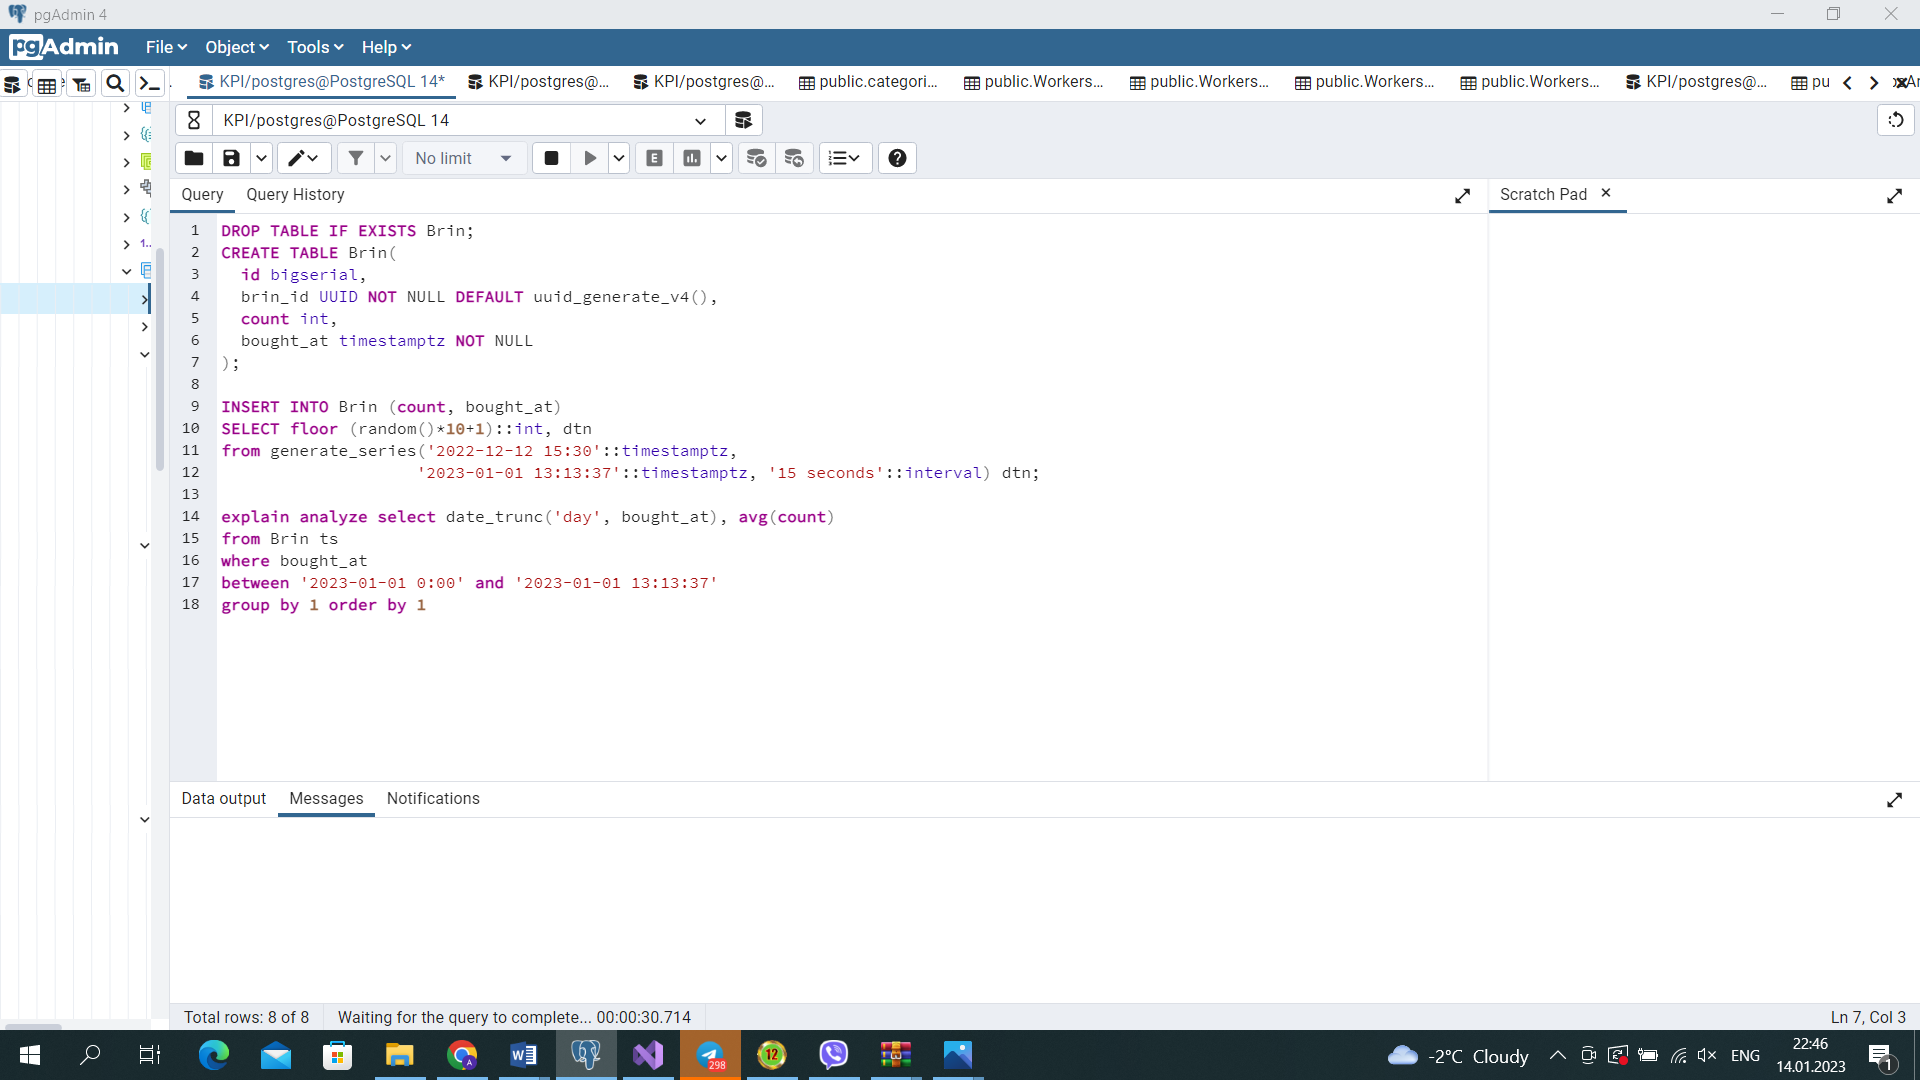 pgAdmin 4
pgAdmin File Object Tools Help
KPI/postgres@PostgreSQL 14* KPI/postgres@... KPI/postgres@... public.categori... public.Workers... public.Workers... public.Workers... public.Workers... KPI/postgres@... pu
KPI/postgres@PostgreSQL 14
No limit
E
Query Query History
Scratch Pad
1 DROP TABLE IF EXISTS Brin;
2 CREATE TABLE Brin(
3 id bigserial,
4 brin_id UUID NOT NULL DEFAULT uuid_generate_v4(),
5 count int,
6 bought_at timestamptz NOT NULL
7 );
8
9 INSERT INTO Brin (count, bought_at)
10 SELECT floor (random()*10+1)::int, dtn
11 from generate_series('2022-12-12 15:30'::timestamptz,
12 '2023-01-01 13:13:37'::timestamptz, '15 seconds'::interval) dtn;
13
14 explain analyze select date_trunc('day', bought_at), avg(count)
15 from Brin ts
16 where bought_at
17 between '2023-01-01 0:00' and '2023-01-01 13:13:37'
18 group by 1 order by 1
Data output Messages Notifications
Total rows: 8 of 8 Waiting for the query to complete... 00:00:30.714 Ln 7, Col 3
298 12 -2°C Cloudy ENG 22:46
14.01.2023 1